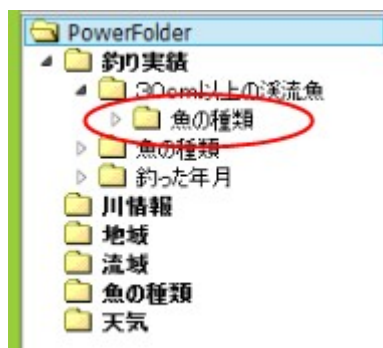 PowerFolder
釣り実績
30cm以上の渓流魚
魚の種類
魚の種類
釣った年月
川情報
地域
流域
魚の種類
天気